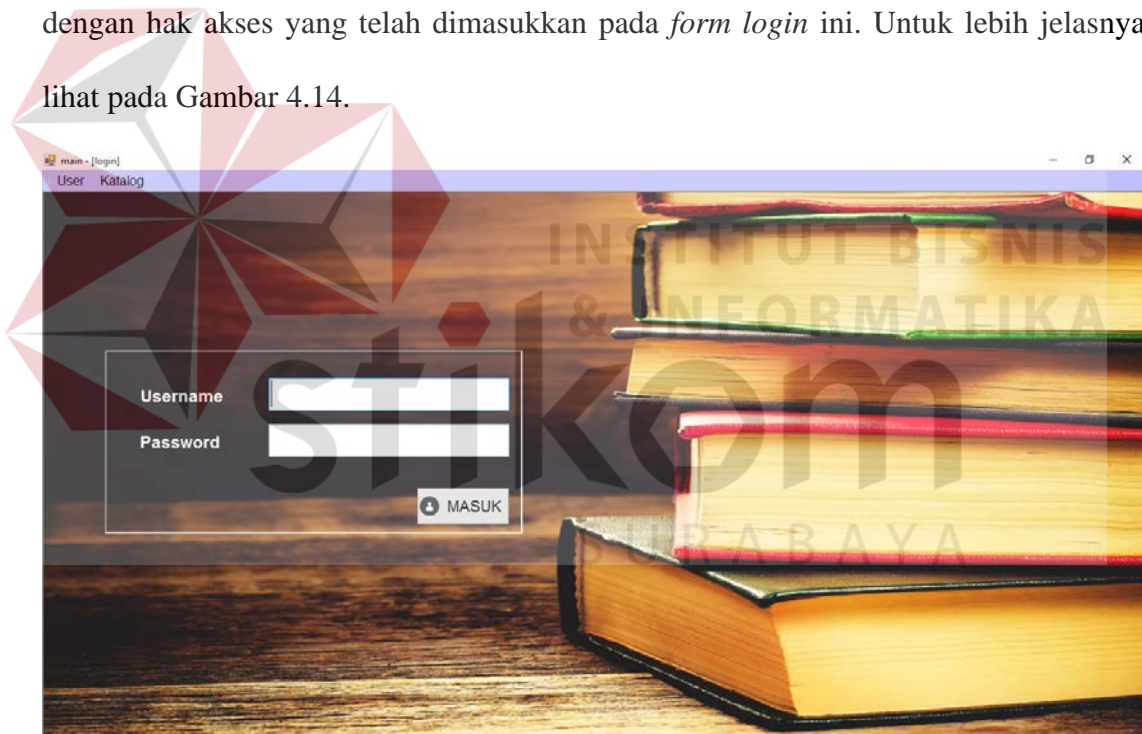 dengan hak akses yang telah dimasukkan pada form login ini. Untuk lebih jelasnya
lihat pada Gambar 4.14.
main - [login]
User Katalog
INSTITUT BISNIS
& INFORMATIKA
stikom
SURABAYA
Username
Password
MASUK